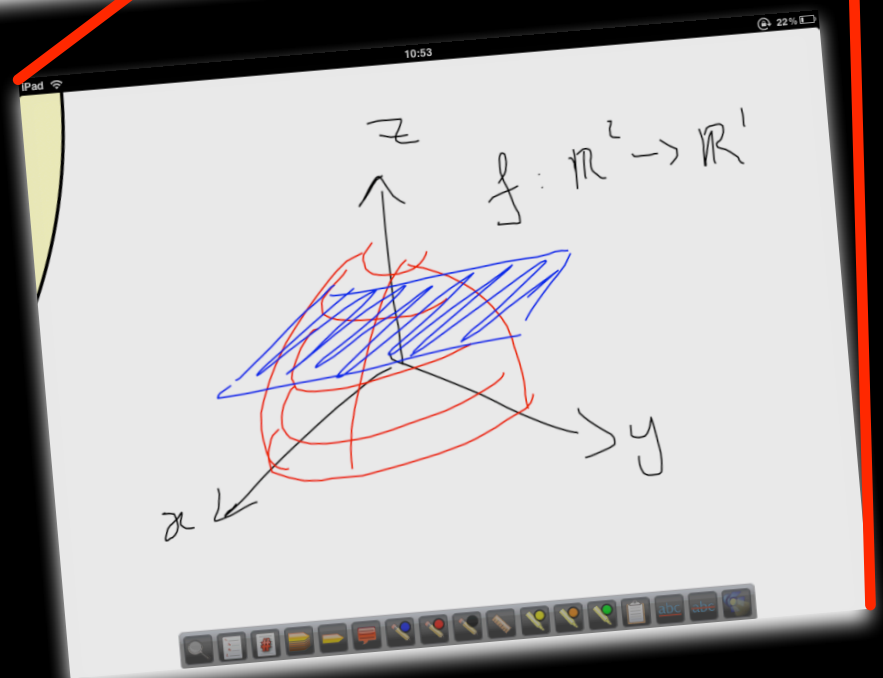 iPad 10:53 22%
z
f : ℝ² → ℝ¹
y
x
abc abc